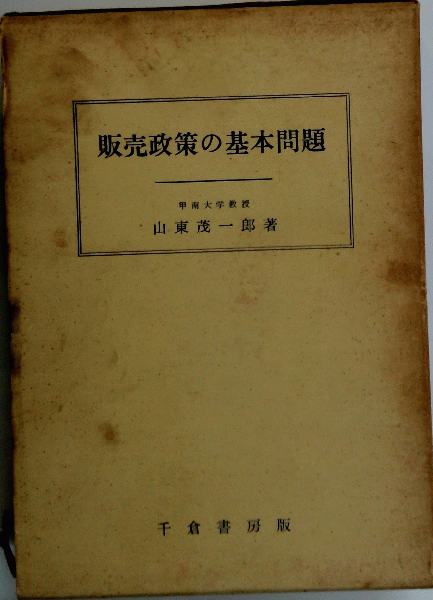 販売政策の基本問題
甲南大学教授
山東茂一郎著
千倉書房版